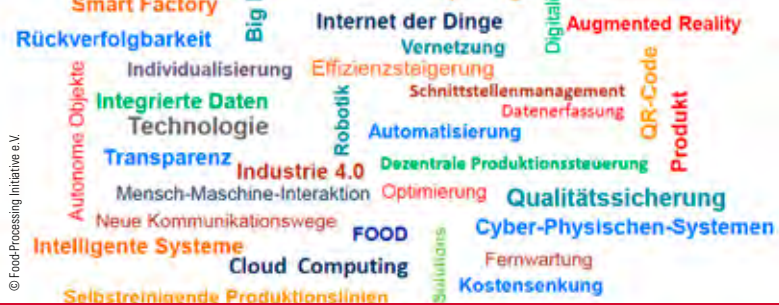 Smart Factory
Big
Internet der Dinge
Augmented Reality
Rückverfolgbarkeit
Vernetzung
Individualisierung
Effizienzsteigerung
Autonome Objekte
Integrierte Daten
Robotik
Schnittstellenmanagement
QR-Code
Produkt
Datenerfassung
Technologie
Automatisierung
Transparenz
Industrie 4.0
Dezentrale Produktionssteuerung
Mensch-Maschine-Interaktion
Optimierung
Qualitätssicherung
Neue Kommunikationswege
FOOD
Cyber-Physischen-Systemen
Intelligente Systeme
Solutions
Cloud Computing
Fernwartung
Kostensenkung
Selbstreinigende Produktionslinien
© Food-Processing Initiative e.V.